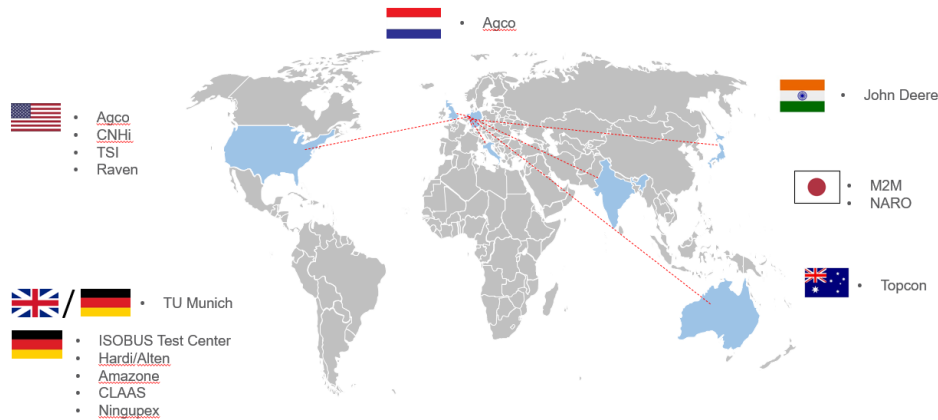 Agco
Agco
CNHi
TSI
Raven
John Deere
M2M
NARO
Topcon
/
TU Munich
ISOBUS Test Center
Hardi/Alten
Amazone
CLAAS
Ningupex